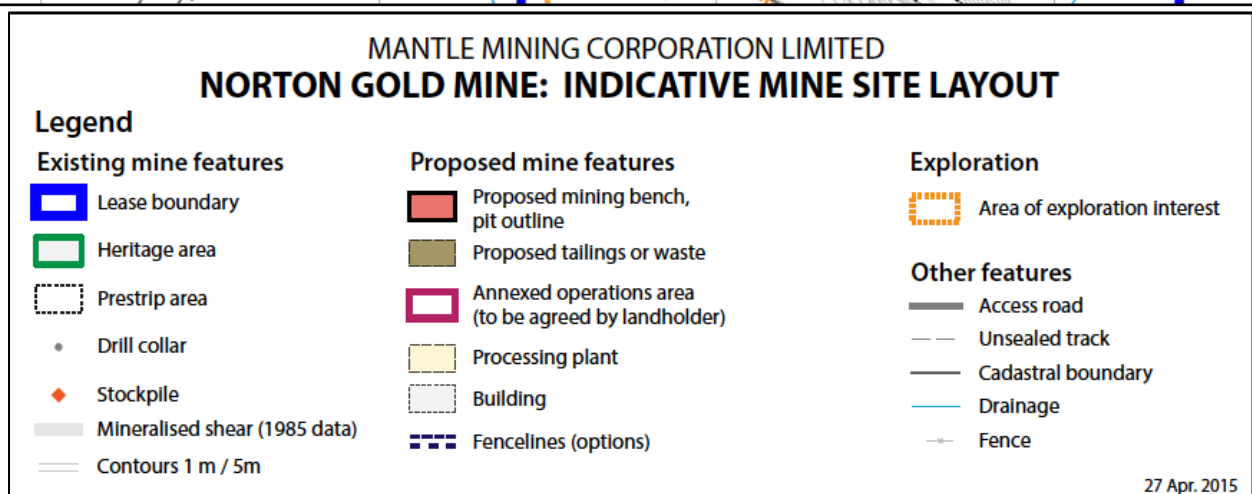 MANTLE MINING CORPORATION LIMITED
NORTON GOLD MINE: INDICATIVE MINE SITE LAYOUT
Legend
Existing mine features
Lease boundary
Heritage area
Prestrip area
Drill collar
Stockpile
Mineralised shear (1985 data)
Contours 1 m / 5m
Proposed mine features
Proposed mining bench,
pit outline
Proposed tailings or waste
Annexed operations area
(to be agreed by landholder)
Processing plant
Building
Fencelines (options)
Exploration
Area of exploration interest
Other features
Access road
Unsealed track
Cadastral boundary
Drainage
Fence
27 Apr. 2015